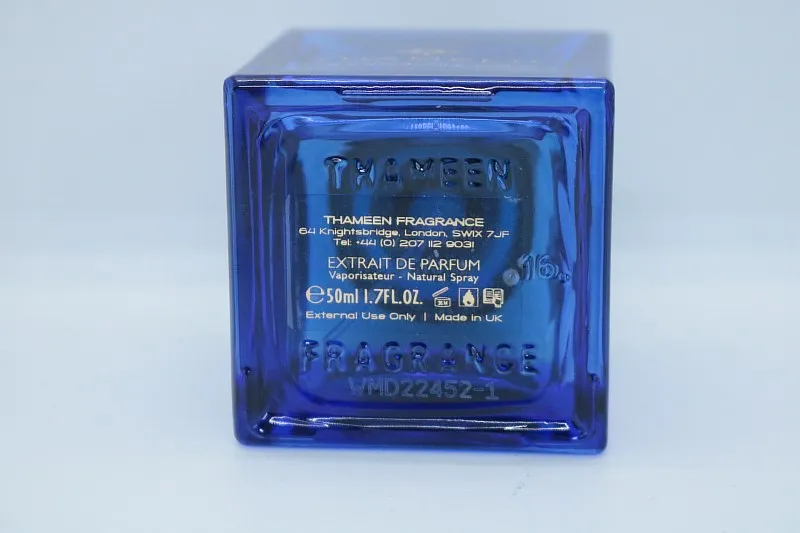 THAMEEN
THAMEEN FRAGRANCE
64 Knightsbridge, London, SW1X 7JF
Tel: +44 (0) 207 112 9031
EXTRAIT DE PARFUM
Vaporisateur - Natural Spray
.16.
℮50ml 1.7FL.OZ. 36M
External Use Only | Made in UK
FRAGRANCE
WMD22452-1